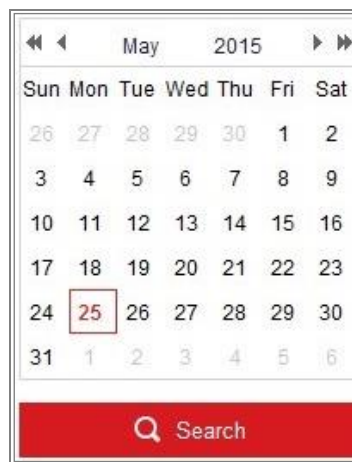 May 2015
Sun Mon Tue Wed Thu Fri Sat
26 27 28 29 30 1 2
3 4 5 6 7 8 9
10 11 12 13 14 15 16
17 18 19 20 21 22 23
24 25 26 27 28 29 30
31 1 2 3 4 5 6
Search